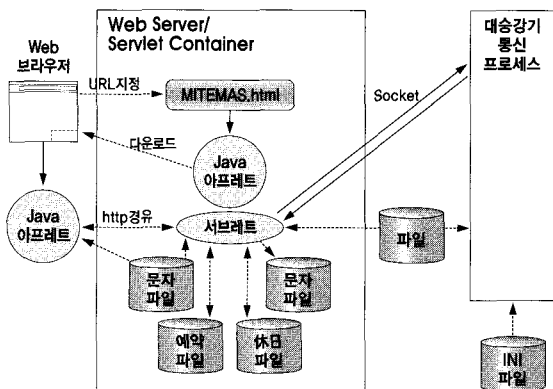 Web
브라우저
Web Server/
Servlet Container
대승강기
통신
프로세스
URL지정
MITEMAS.html
Socket
다운로드
Java
아프레트
Java
아프레트
http경유
서브레트
파일
문자
파일
문자
파일
예약
파일
休日
파일
INI
파일